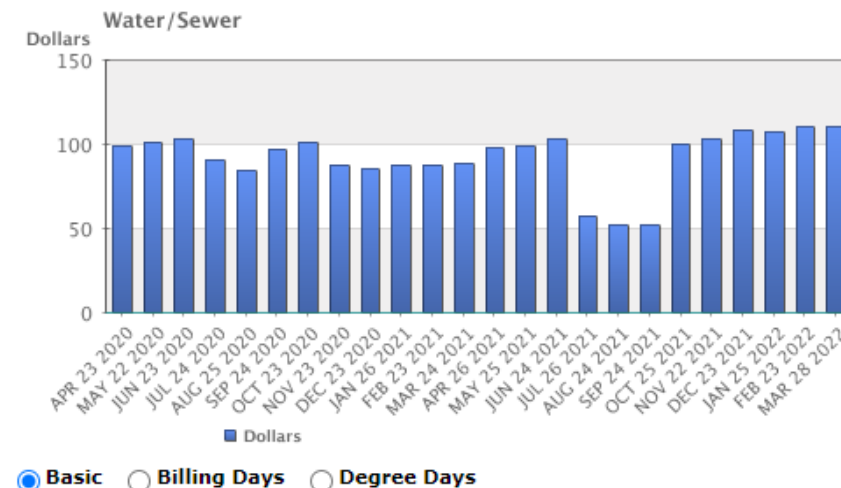 Water/Sewer
Dollars
150
100
50
0
APR 23 2020
MAY 22 2020
JUN 23 2020
JUL 24 2020
AUG 25 2020
SEP 24 2020
OCT 23 2020
NOV 23 2020
DEC 23 2020
JAN 26 2021
FEB 23 2021
MAR 24 2021
APR 26 2021
MAY 25 2021
JUN 24 2021
JUL 26 2021
AUG 24 2021
SEP 24 2021
OCT 25 2021
NOV 22 2021
DEC 23 2021
JAN 25 2022
FEB 23 2022
MAR 28 2022
Dollars
Basic Billing Days Degree Days